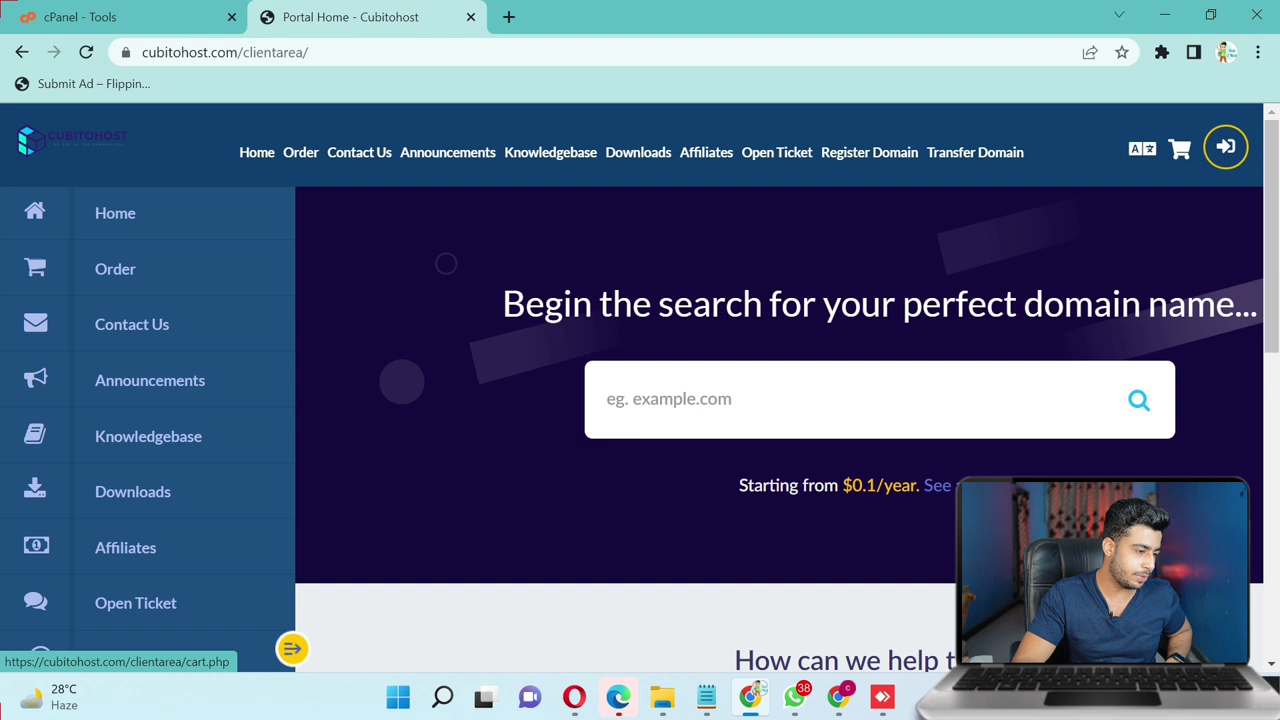 cPanel - Tools
Portal Home - Cubitohost
cubitohost.com/clientarea/
Submit Ad – Flippin...
CUBITOHOST
Home Order Contact Us Announcements Knowledgebase Downloads Affiliates Open Ticket Register Domain Transfer Domain
Home
Order
Contact Us
Announcements
Knowledgebase
Downloads
Affiliates
Open Ticket
Begin the search for your perfect domain name...
eg. example.com
Starting from $0.1/year. See
How can we help t
https://cubitohost.com/clientarea/cart.php
28°C
Haze
38
c